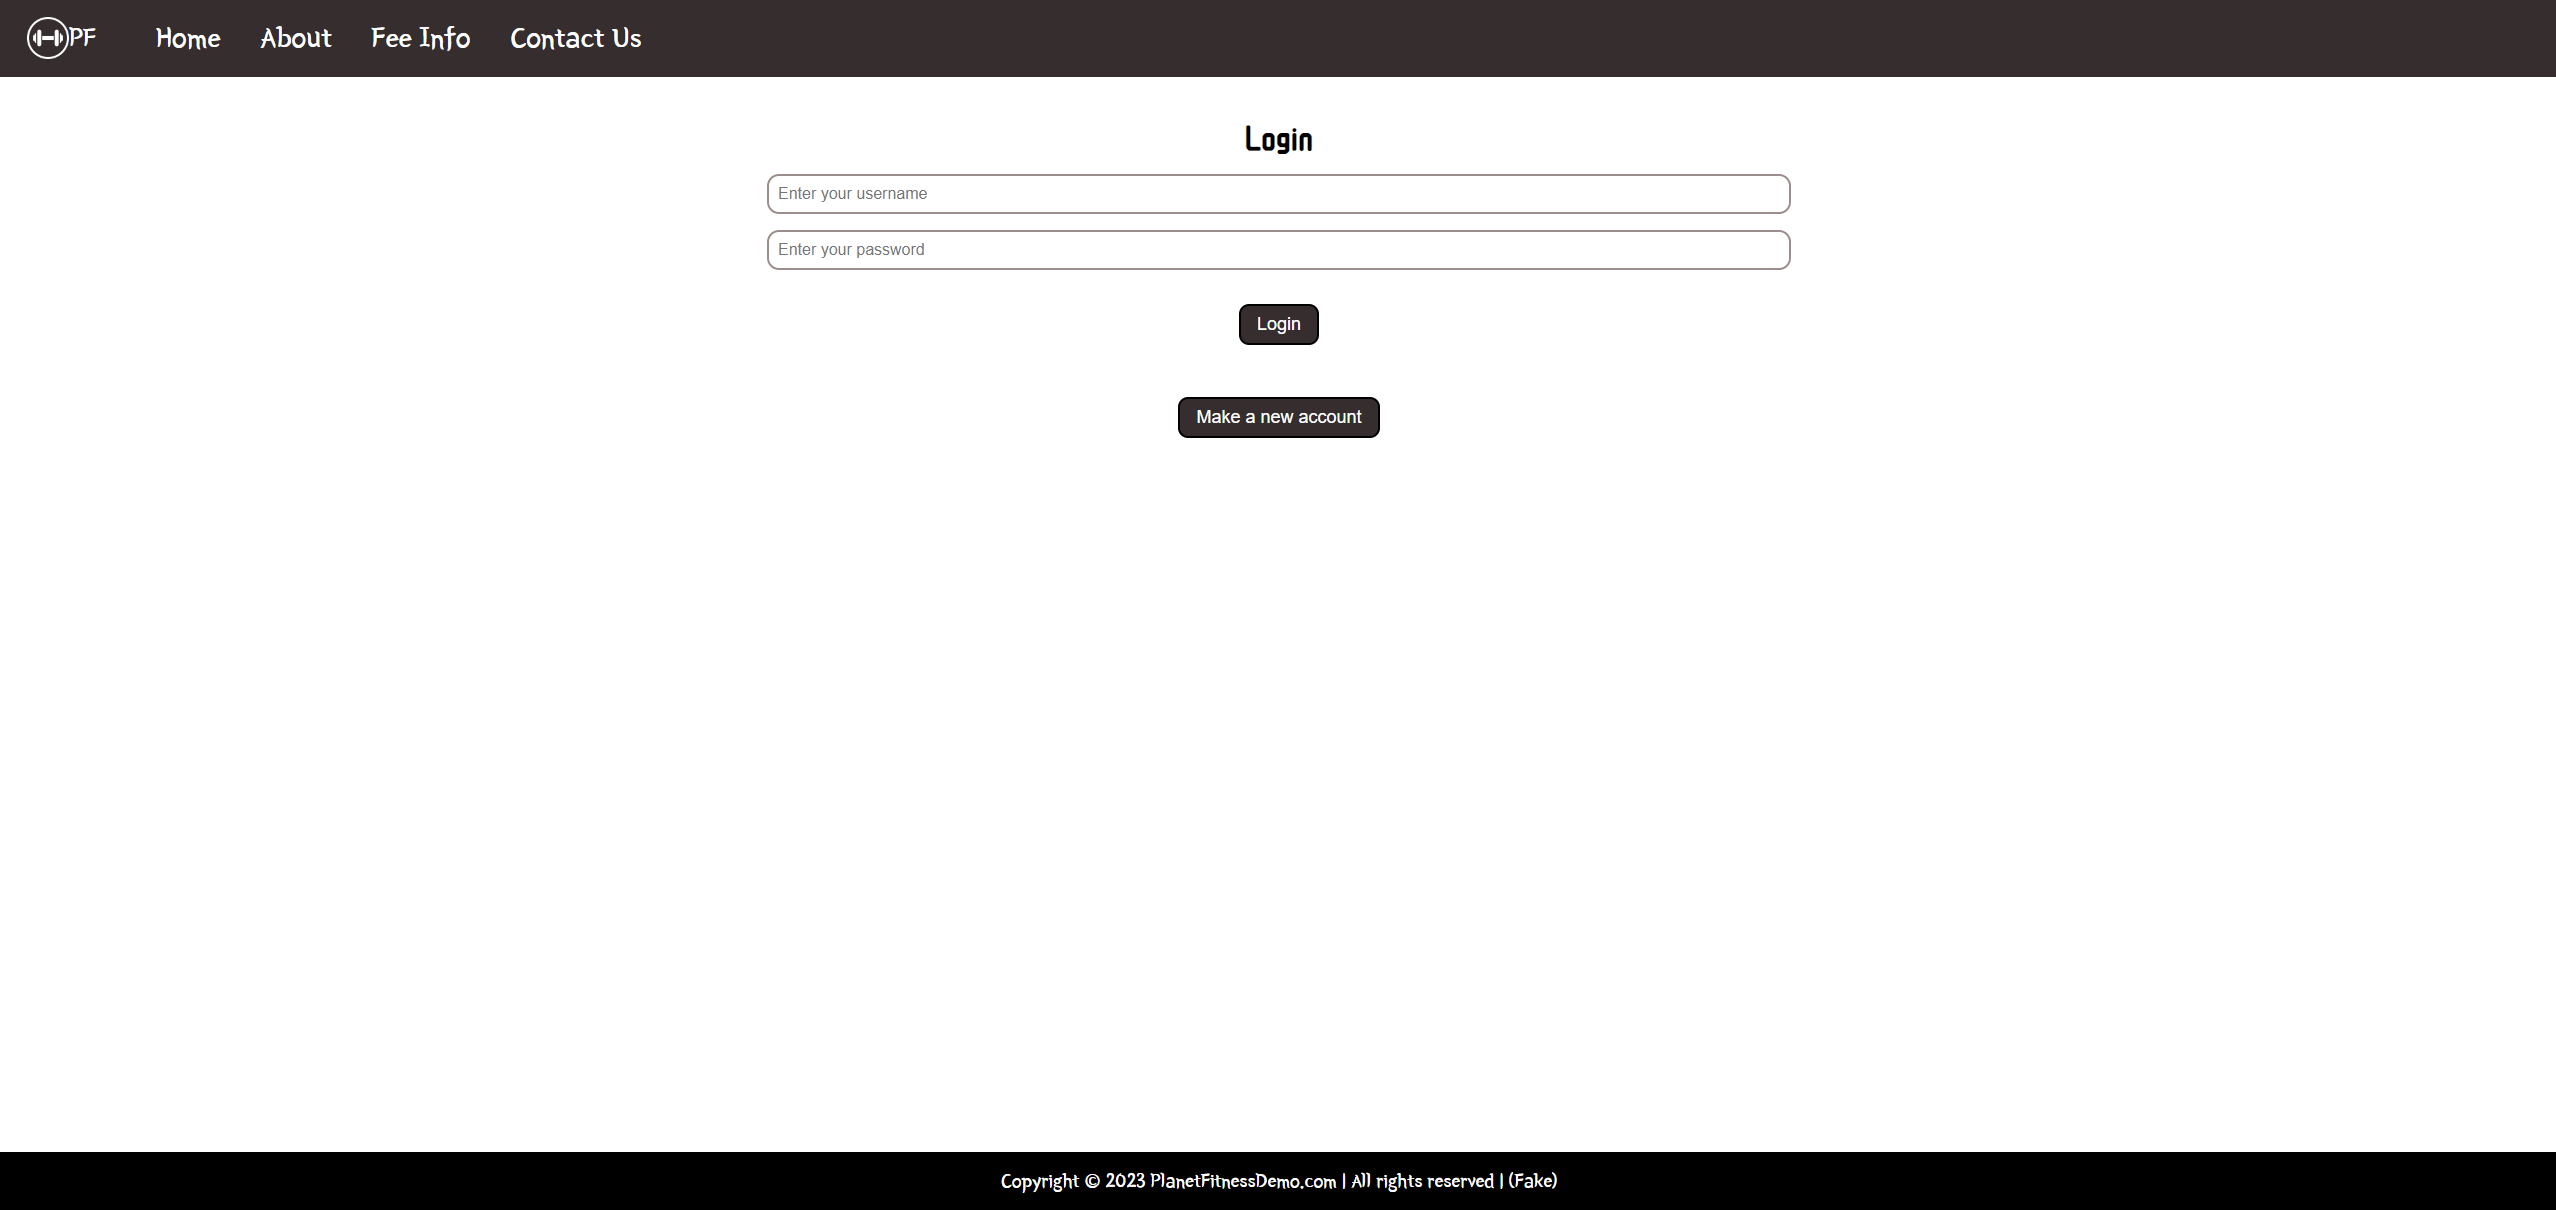 PF Home About Fee Info Contact Us
Login
Enter your username
Enter your password
Login
Make a new account
Copyright © 2023 PlanetFitnessDemo.com | All rights reserved | (Fake)